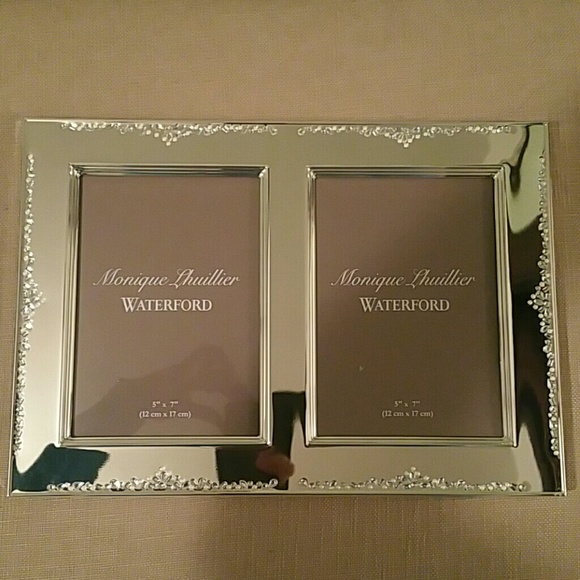 Monique Lhuillier
WATERFORD
5" x 7"
(12 cm x 17 cm)
Monique Lhuillier
WATERFORD
5" x 7"
(12 cm x 17 cm)